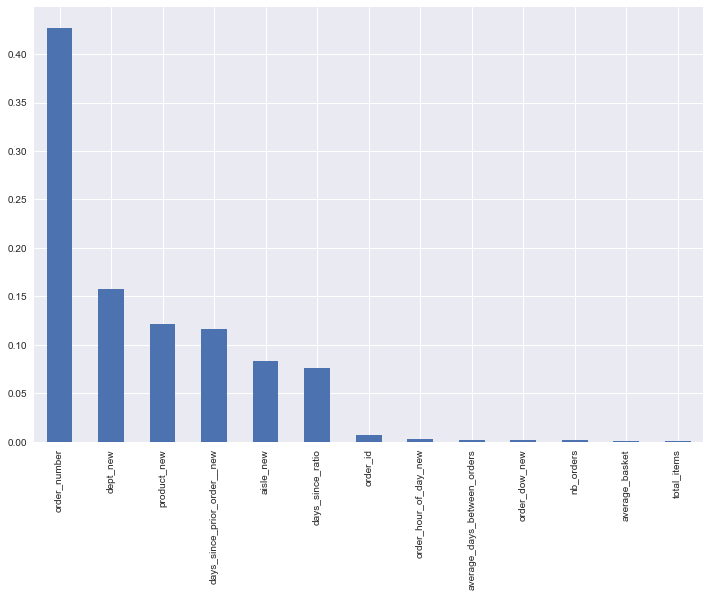 0.40
0.35
0.30
0.25
0.20
0.15
0.10
0.05
0.00
order_number
dept_new
product_new
days_since_prior_order__new
aisle_new
days_since_ratio
order_id
order_hour_of_day_new
average_days_between_orders
order_dow_new
nb_orders
average_basket
total_items